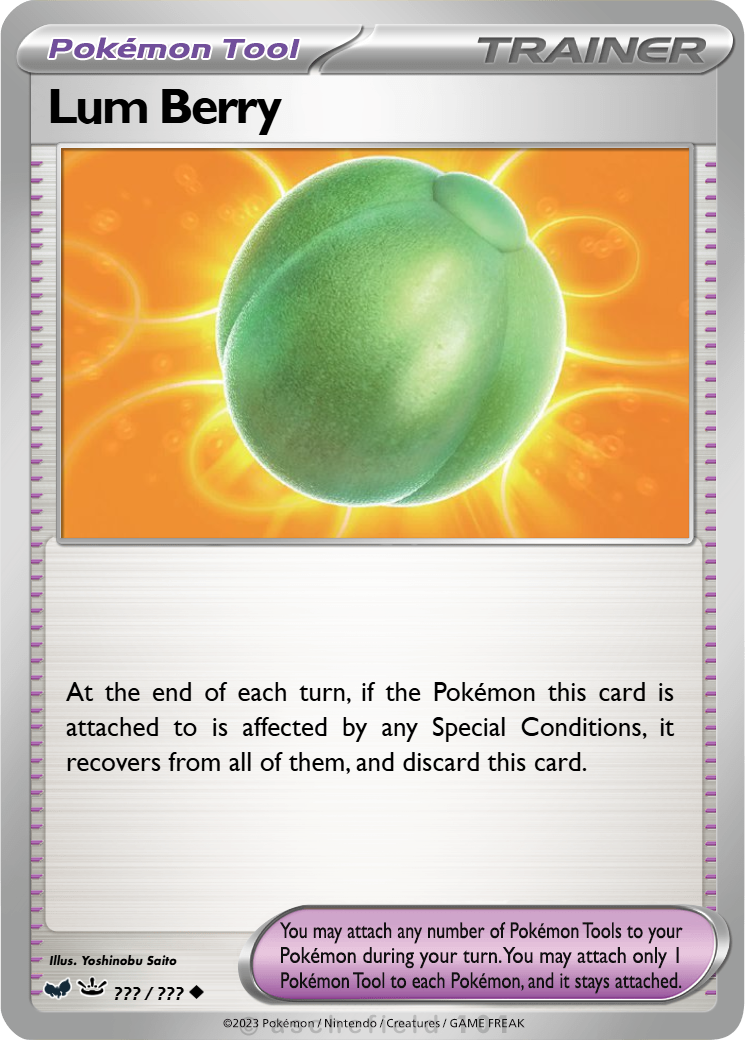 Pokémon Tool
TRAINER
Lum Berry
At the end of each turn, if the Pokémon this card is
attached to is affected by any Special Conditions, it
recovers from all of them, and discard this card.
You may attach any number of Pokémon Tools to your
Pokémon during your turn. You may attach only 1
Pokémon Tool to each Pokémon, and it stays attached.
Illus. Yoshinobu Saito
??? / ???
©2023 Pokémon / Nintendo / Creatures / GAME FREAK